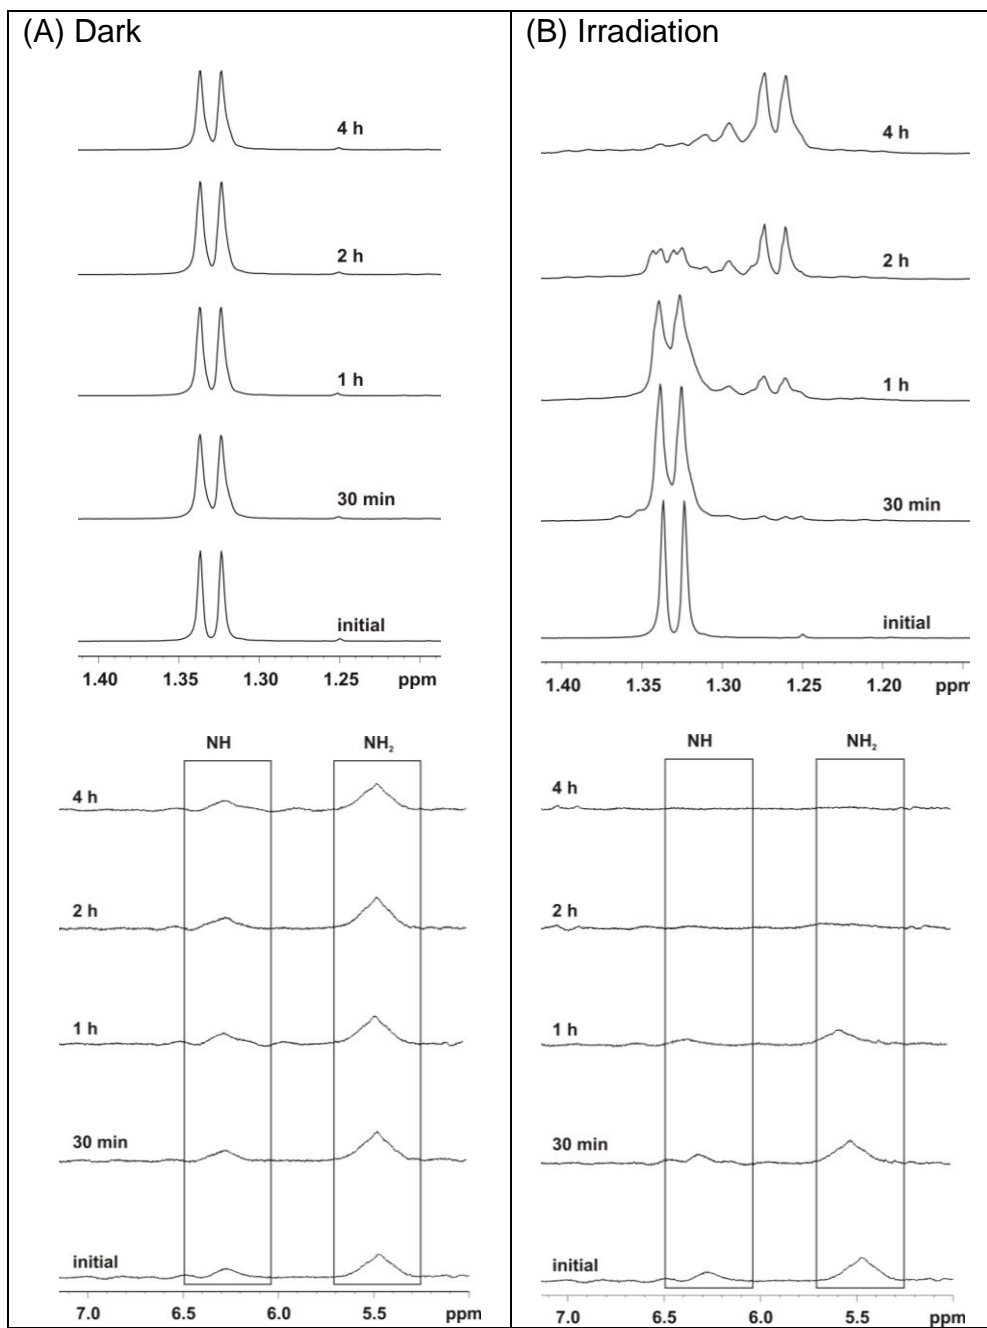 (A) Dark
4 h
2 h
1 h
30 min
initial
1.40 1.35 1.30 1.25 ppm
NH NH₂
4 h
2 h
1 h
30 min
initial
7.0 6.5 6.0 5.5 ppm
(B) Irradiation
4 h
2 h
1 h
30 min
initial
1.40 1.35 1.30 1.25 1.20 ppm
NH NH₂
4 h
2 h
1 h
30 min
initial
7.0 6.5 6.0 5.5 ppm